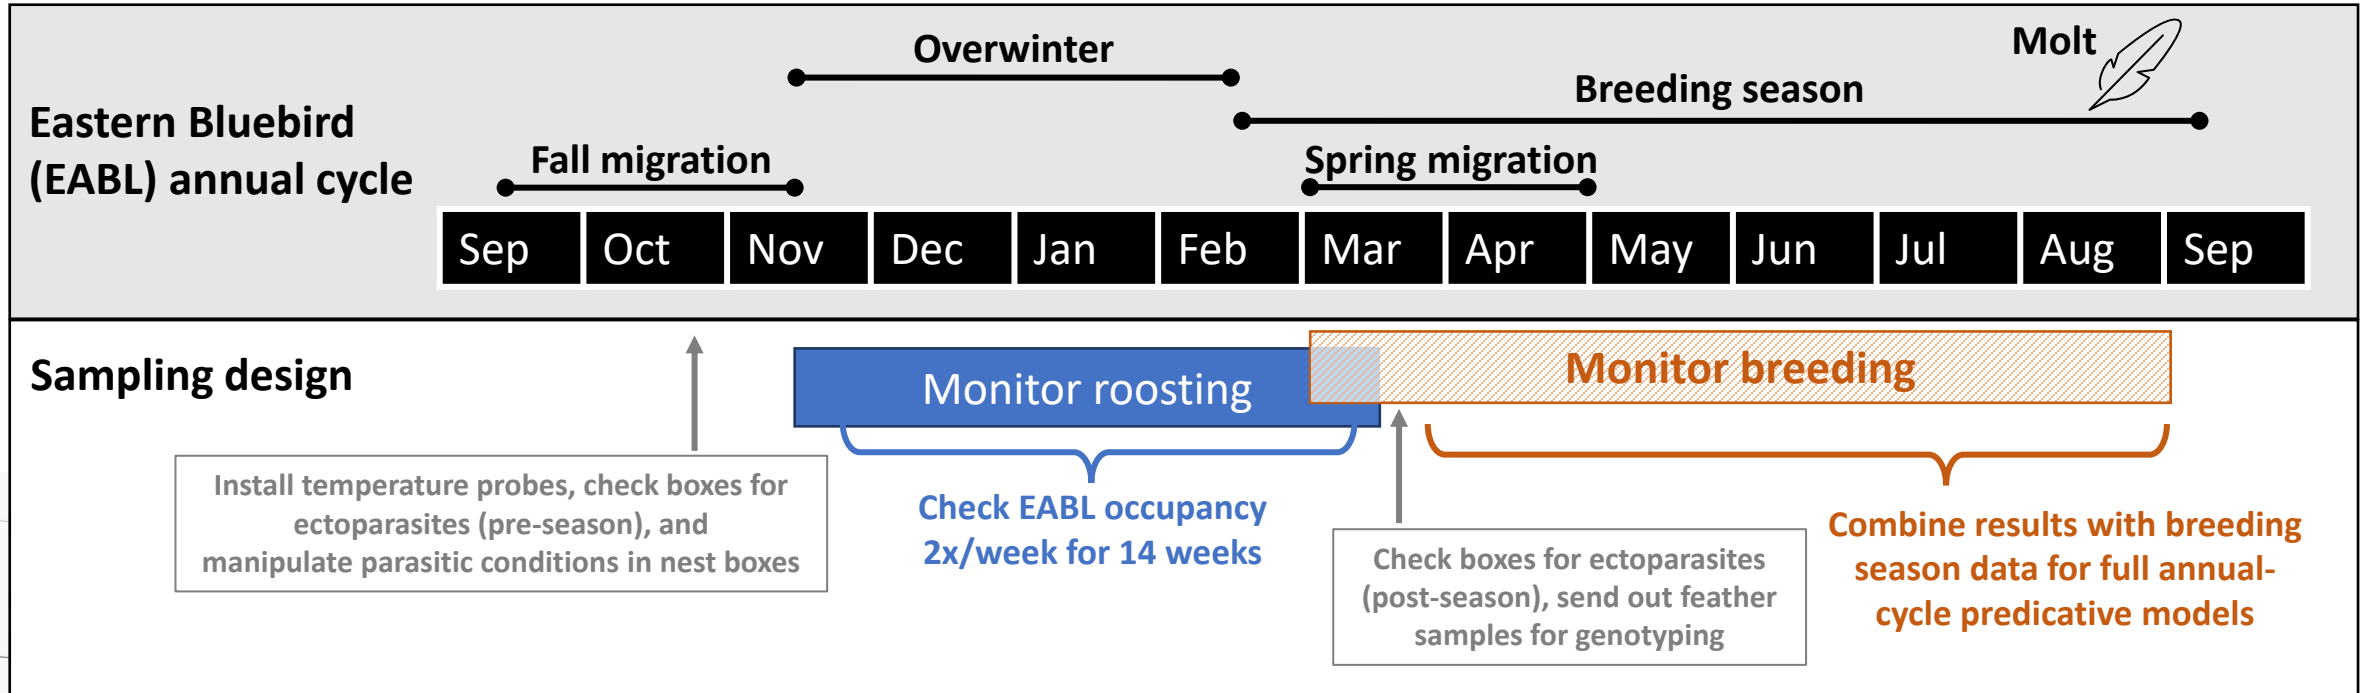 Overwinter
Molt
Breeding season
Eastern Bluebird
(EABL) annual cycle
Fall migration
Spring migration
Sep Oct Nov Dec Jan Feb Mar Apr May Jun Jul Aug Sep
Sampling design
Monitor roosting
Monitor breeding
Install temperature probes, check boxes for
ectoparasites (pre-season), and
manipulate parasitic conditions in nest boxes
Check EABL occupancy
2x/week for 14 weeks
Check boxes for ectoparasites
(post-season), send out feather
samples for genotyping
Combine results with breeding
season data for full annual-
cycle predicative models